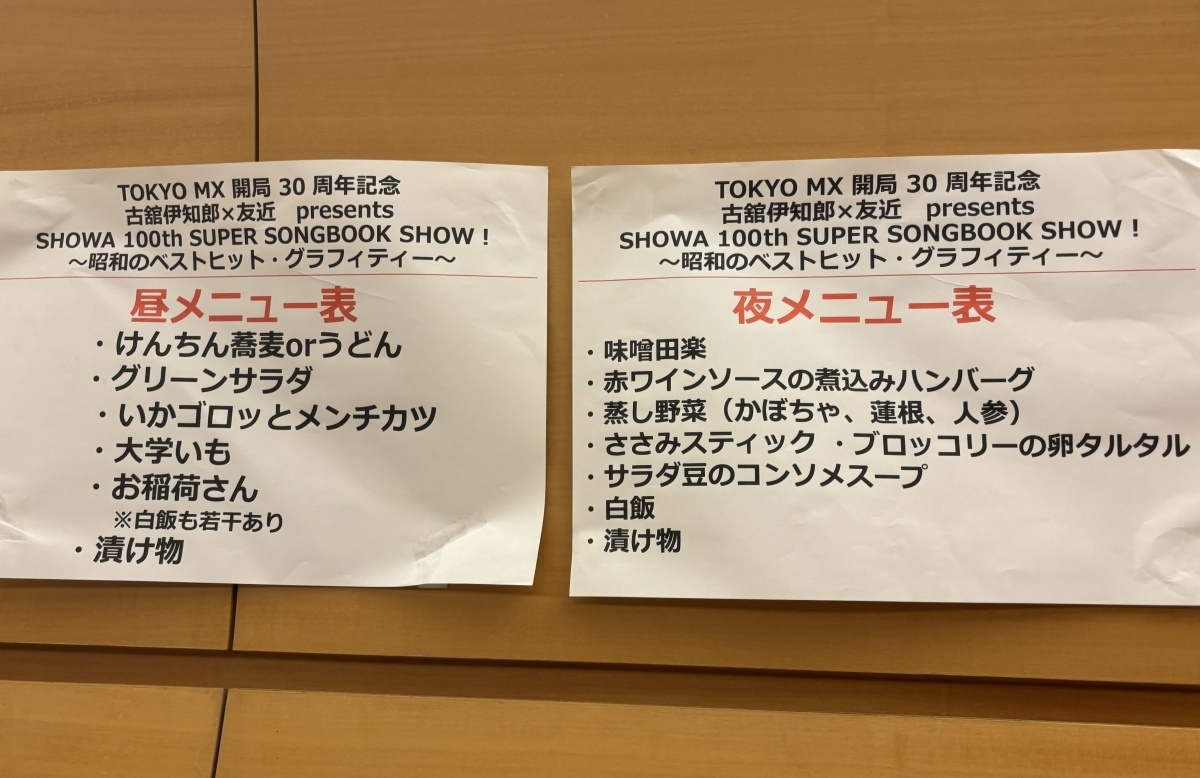 TOKYO MX 開局 30 周年記念
古舘伊知郎×友近　presents
SHOWA 100th SUPER SONGBOOK SHOW！
～昭和のベストヒット・グラフィティー～
昼メニュー表
・けんちん蕎麦orうどん
・グリーンサラダ
・いかゴロッとメンチカツ
・大学いも
・お稲荷さん
※白飯も若干あり
・漬け物
TOKYO MX 開局 30 周年記念
古舘伊知郎×友近　presents
SHOWA 100th SUPER SONGBOOK SHOW！
～昭和のベストヒット・グラフィティー～
夜メニュー表
・味噌田楽
・赤ワインソースの煮込みハンバーグ
・蒸し野菜（かぼちゃ、蓮根、人参）
・ささみスティック ・ブロッコリーの卵タルタル
・サラダ豆のコンソメスープ
・白飯
・漬け物